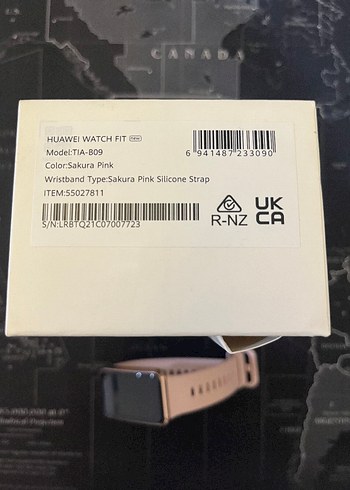 CANADA
HUAWEI WATCH FIT new
Model:TIA-B09
6 941487 233090
Color:Sakura Pink
Wristband Type:Sakura Pink Silicone Strap
ITEM:55027811
R-NZ
UK
CA
S/N:LRBTQ21C07007723